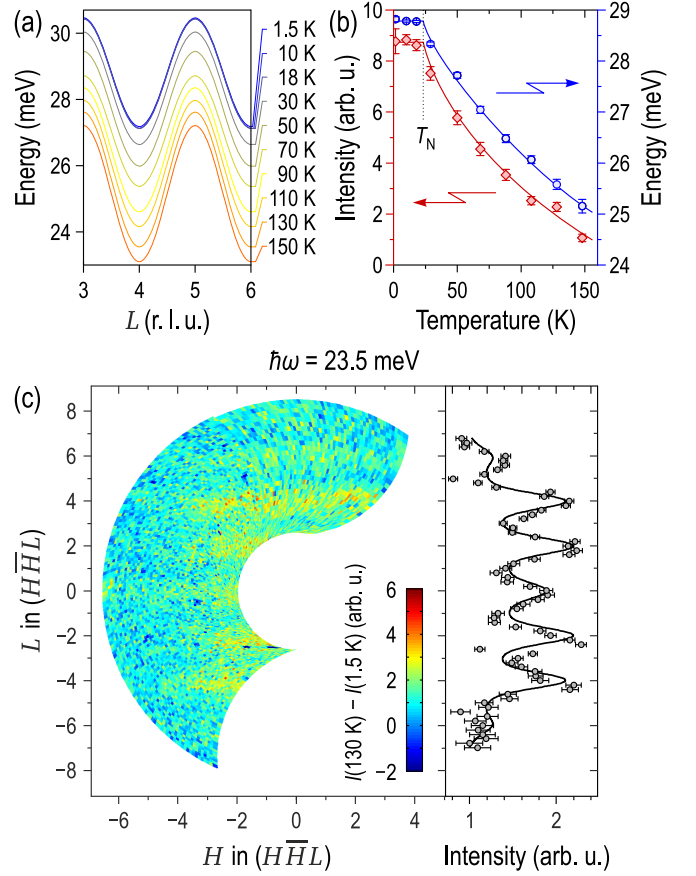 (a)
30
28
26
24
Energy (meV)
3
4
5
6
L (r. l. u.)
1.5 K
10 K
18 K
30 K
50 K
70 K
90 K
110 K
130 K
150 K
(b)
10
8
6
4
2
0
Intensity (arb. u.)
T_N
29
28
27
26
25
24
Energy (meV)
0
50
100
150
Temperature (K)
ħω = 23.5 meV
(c)
8
6
4
2
0
−2
−4
−6
−8
L in (HH̅L)
−6
−4
−2
0
2
4
H in (HH̅L)
I(130 K) − I(1.5 K) (arb. u.)
6
4
2
0
−2
1
2
Intensity (arb. u.)